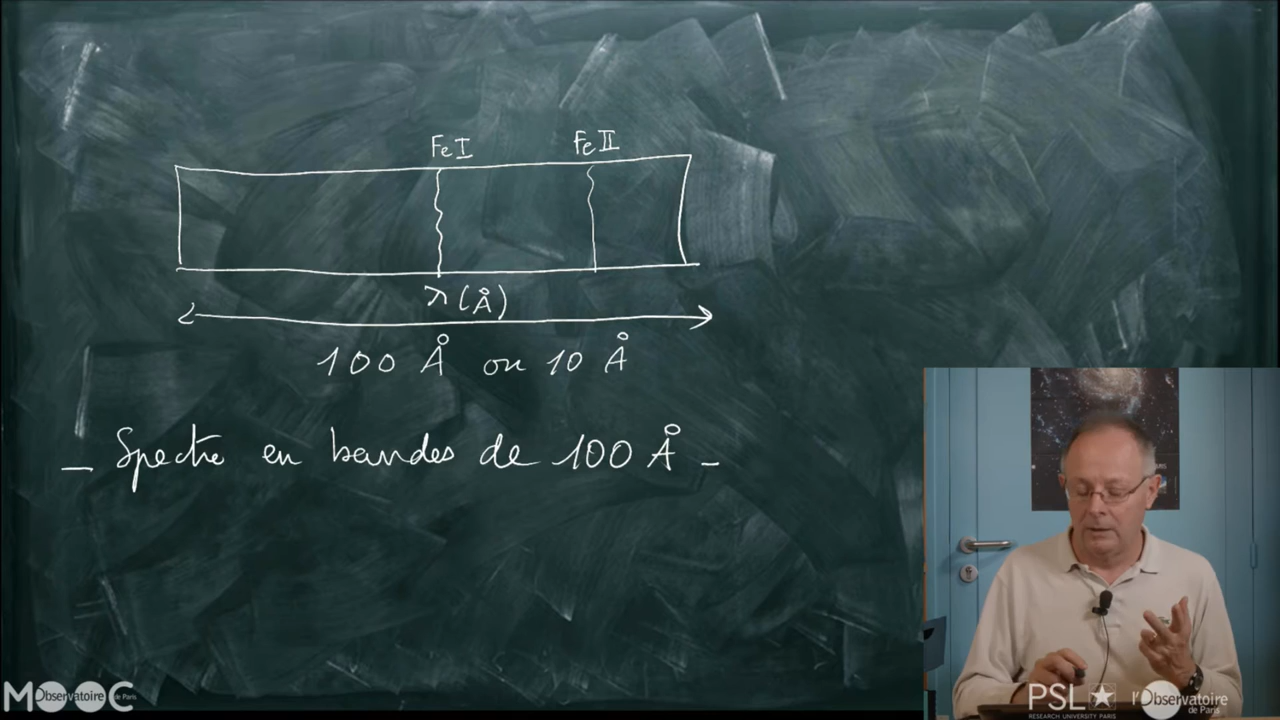 Fe I Fe II
λ (Å)
100 Å ou 10 Å
_ Spectre en bandes de 100 Å _
MOOC
Observatoire de Paris
PSL
RESEARCH UNIVERSITY PARIS
l'Observatoire
de Paris